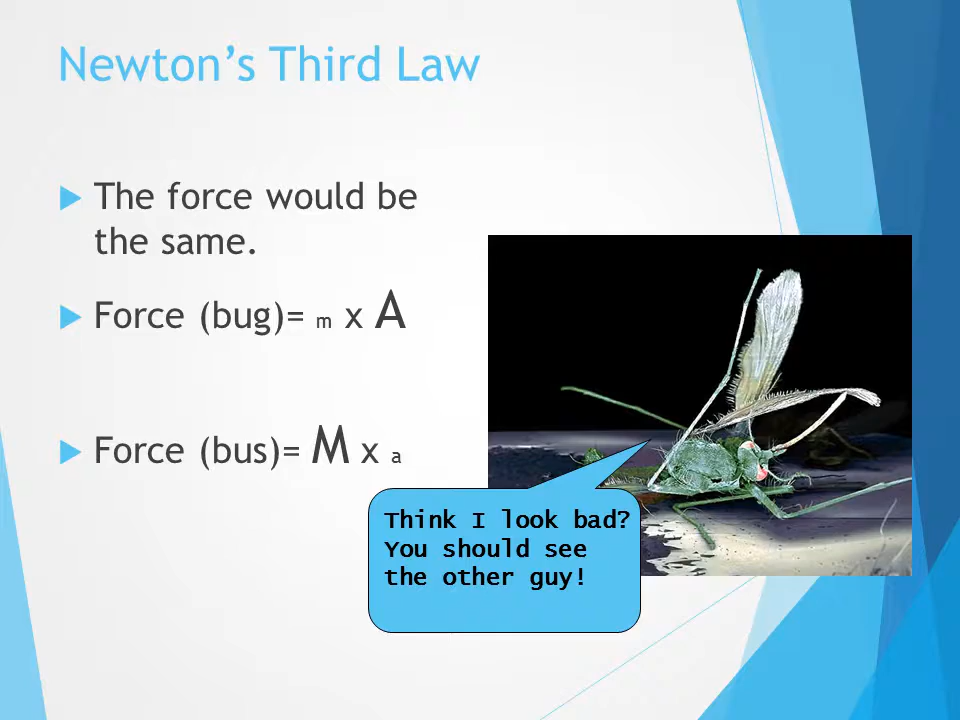 Newton’s Third Law
The force would be
the same.
Force (bug)= m x A
Force (bus)= M x a
Think I look bad?
You should see
the other guy!